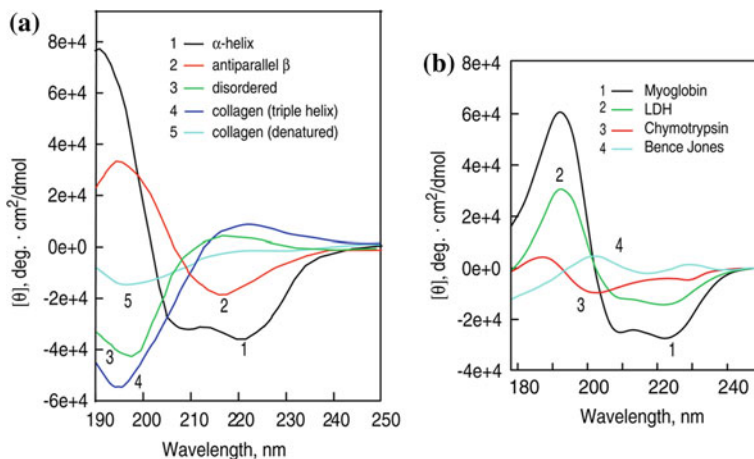 (a)
1 α-helix
2 antiparallel β
3 disordered
4 collagen (triple helix)
5 collagen (denatured)
8e+4
6e+4
4e+4
2e+4
0e+0
-2e+4
-4e+4
-6e+4
[θ], deg. · cm²/dmol
5
3
4
2
1
190 200 210 220 230 240 250
Wavelength, nm
(b)
1 Myoglobin
2 LDH
3 Chymotrypsin
4 Bence Jones
8e+4
6e+4
4e+4
2e+4
0e+0
-2e+4
-4e+4
[θ], deg. · cm²/dmol
2
4
3
1
180 200 220 240
Wavelength, nm